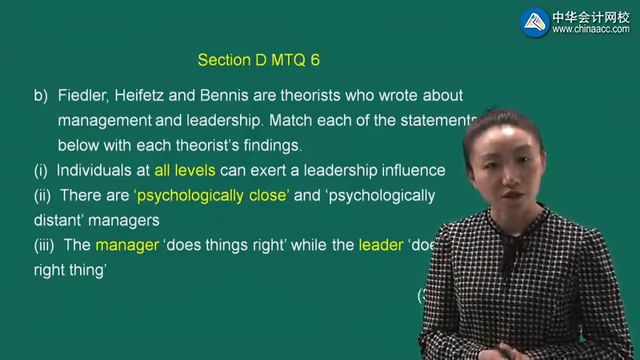 中华会计网校
www.chinaacc.com
Section D MTQ 6
b) Fiedler, Heifetz and Bennis are theorists who wrote about
management and leadership. Match each of the statements
below with each theorist's findings.
(i) Individuals at all levels can exert a leadership influence
(ii) There are 'psychologically close' and 'psychologically
distant' managers
(iii) The manager 'does things right' while the leader
right thing'